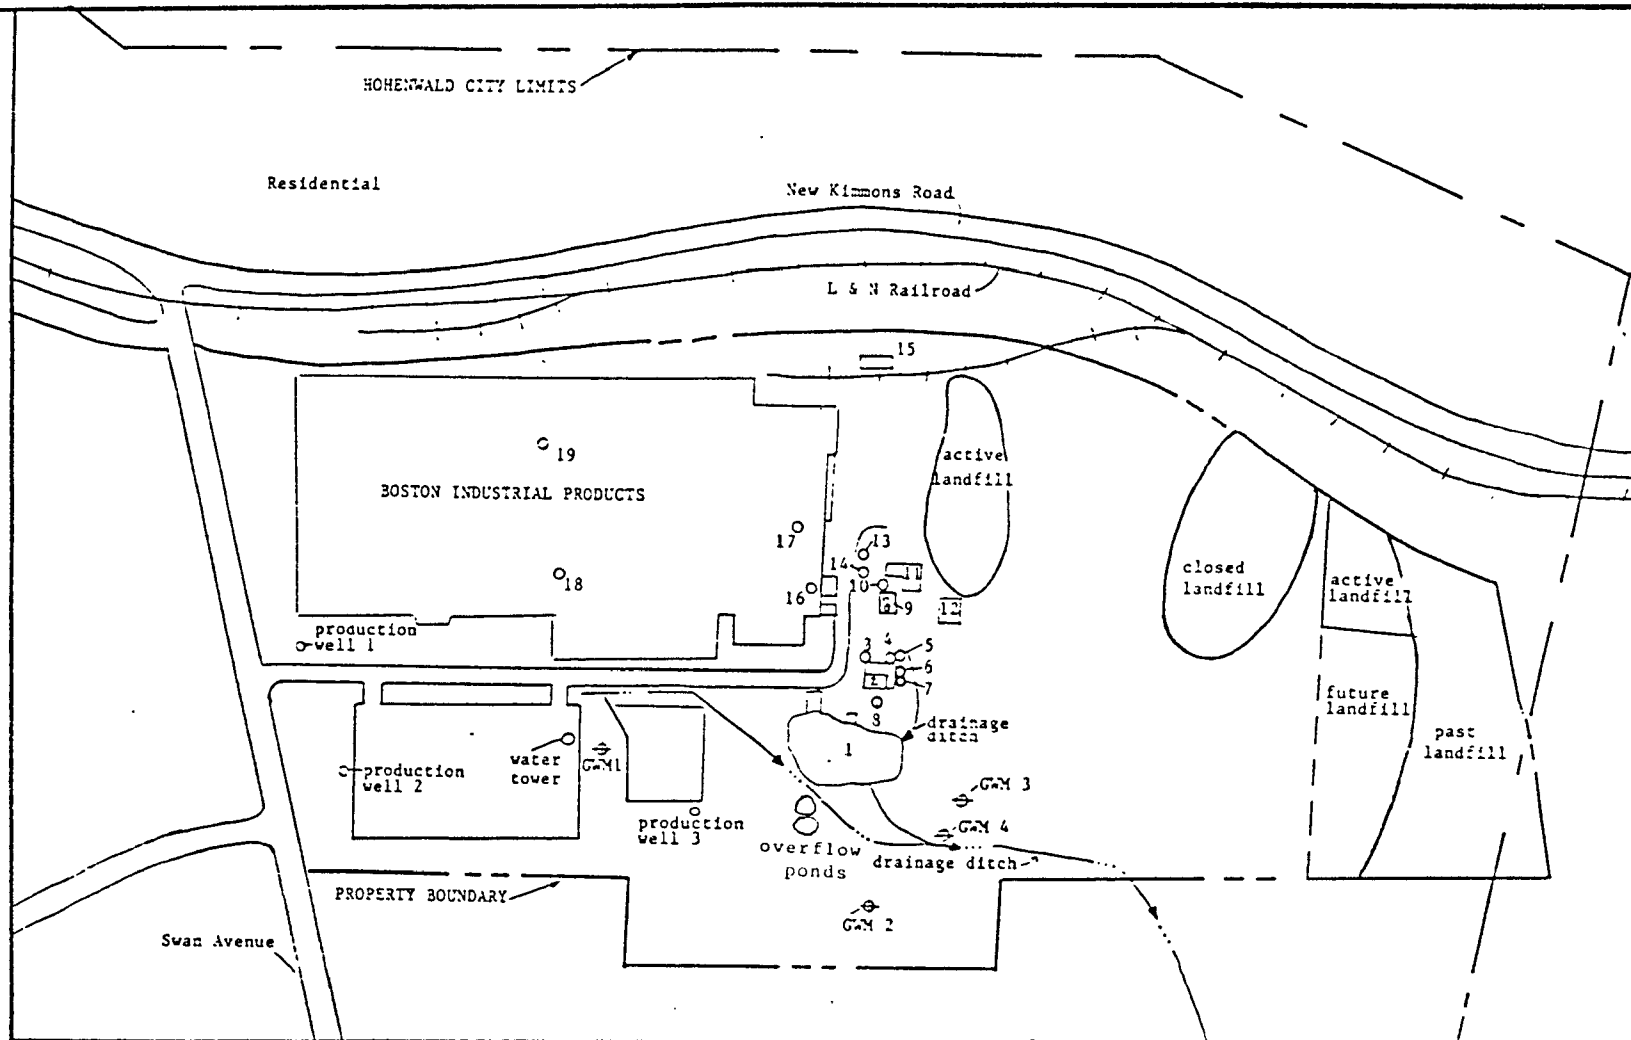 HOHENWALD CITY LIMITS
Residential
New Kimmons Road
L & N Railroad
15
19
BOSTON INDUSTRIAL PRODUCTS
active
landfill
17
13
14
11
18
10
16
9
12
closed
landfill
active
landfill
production
well 1
3
4
5
6
2
7
8
drainage
ditch
future
landfill
past
landfill
1
water
tower
GWM1
production
well 2
GWM 3
production
well 3
GWM 4
overflow
ponds
drainage ditch
PROPERTY BOUNDARY
GWM 2
Swan Avenue